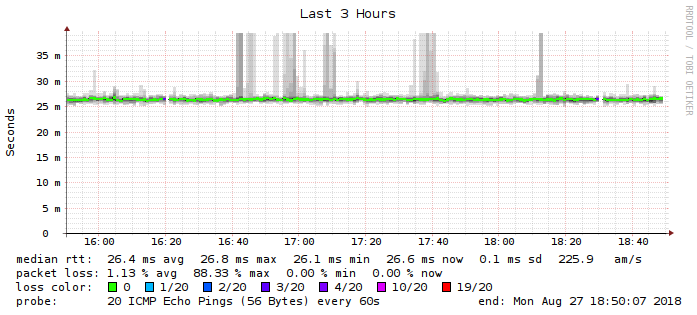 Last 3 Hours
RRDTOOL / TOBI OETIKER
Seconds
35 m
30 m
25 m
20 m
15 m
10 m
5 m
0
16:00 16:20 16:40 17:00 17:20 17:40 18:00 18:20 18:40
median rtt: 26.4 ms avg 26.8 ms max 26.1 ms min 26.6 ms now 0.1 ms sd 225.9 am/s
packet loss: 1.13 % avg 88.33 % max 0.00 % min 0.00 % now
loss color: 0 1/20 2/20 3/20 4/20 10/20 19/20
probe: 20 ICMP Echo Pings (56 Bytes) every 60s end: Mon Aug 27 18:50:07 2018